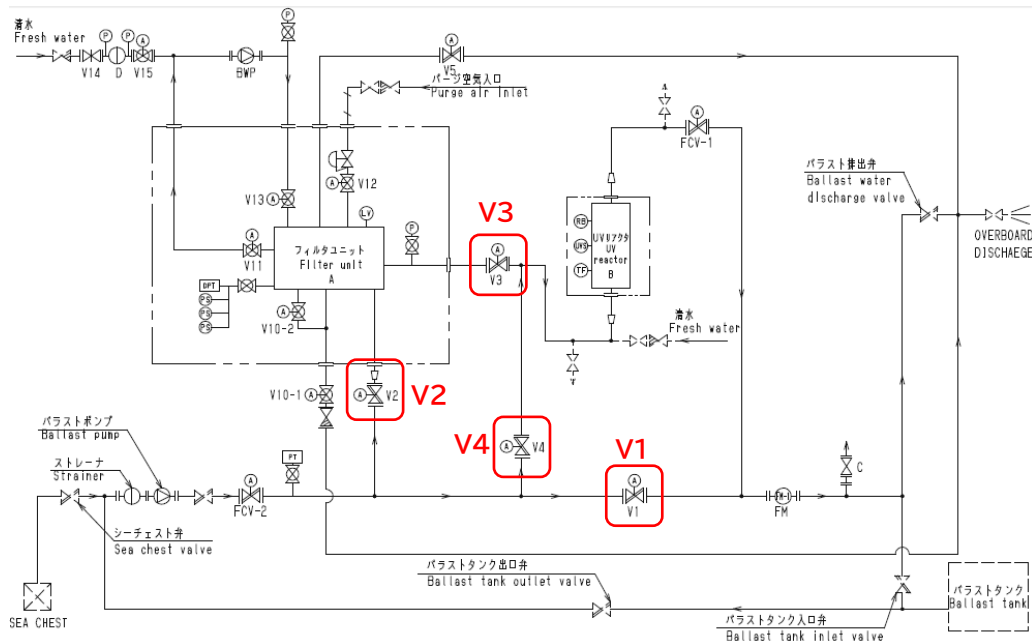 清水
Fresh water
P
P
A
V14
D
V15
BWP
P
A
V5
パージ空気入口
Purge air inlet
A
V12
A
V13
LV
P
A
V11
フィルタユニット
Filter unit
A
DPT
PS
PS
PS
A
V10-2
V3
A
V3
A
FCV-1
RB
UVS
TF
UVリアクタ
UV
reactor
B
清水
Fresh water
バラスト排出弁
Ballast water
discharge valve
OVERBOARD
DISCHAEGE
V10-1
A
A
V2
V2
V4
A
V4
V1
A
V1
バラストポンプ
Ballast pump
ストレーナ
Strainer
A
FCV-2
PT
FM
C
シーチェスト弁
Sea chest valve
SEA CHEST
バラストタンク出口弁
Ballast tank outlet valve
バラストタンク入口弁
Ballast tank inlet valve
バラストタンク
Ballast tank